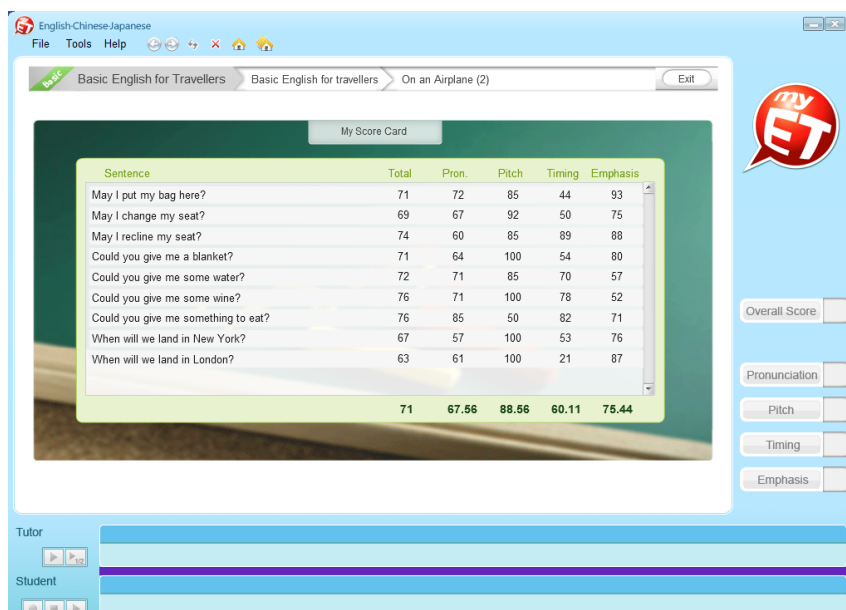 English-Chinese-Japanese
File Tools Help
Basic Basic English for Travellers Basic English for travellers On an Airplane (2) Exit
my
ET
My Score Card
Sentence Total Pron. Pitch Timing Emphasis
May I put my bag here? 71 72 85 44 93
May I change my seat? 69 67 92 50 75
May I recline my seat? 74 60 85 89 88
Could you give me a blanket? 71 64 100 54 80
Could you give me some water? 72 71 85 70 57
Could you give me some wine? 76 71 100 78 52
Could you give me something to eat? 76 85 50 82 71
When will we land in New York? 67 57 100 53 76
When will we land in London? 63 61 100 21 87
71 67.56 88.56 60.11 75.44
Overall Score
Pronunciation
Pitch
Timing
Emphasis
Tutor
1/2
Student